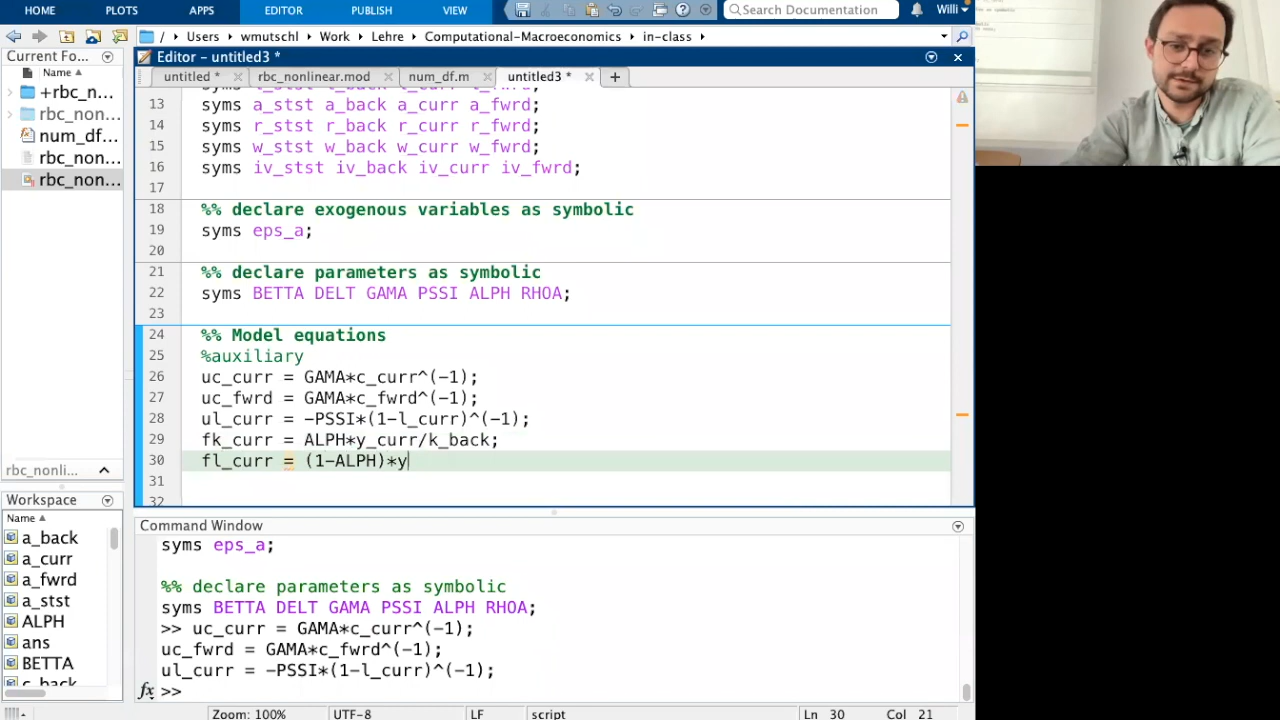 HOME PLOTS APPS EDITOR PUBLISH VIEW Search Documentation Willi
/ Users wmutschl Work Lehre Computational-Macroeconomics in-class
Current Fo...
Name
+rbc_n...
rbc_non...
num_df...
rbc_non...
rbc_non...
rbc_nonli...
Workspace
Name
a_back
a_curr
a_fwrd
a_stst
ALPH
ans
BETTA
c_back
Editor - untitled3 *
untitled * rbc_nonlinear.mod num_df.m untitled3 * +
13 syms a_stst a_back a_curr a_fwrd;
14 syms r_stst r_back r_curr r_fwrd;
15 syms w_stst w_back w_curr w_fwrd;
16 syms iv_stst iv_back iv_curr iv_fwrd;
17
18 %% declare exogenous variables as symbolic
19 syms eps_a;
20
21 %% declare parameters as symbolic
22 syms BETTA DELT GAMA PSSI ALPH RHOA;
23
24 %% Model equations
25 %auxiliary
26 uc_curr = GAMA*c_curr^(-1);
27 uc_fwrd = GAMA*c_fwrd^(-1);
28 ul_curr = -PSSI*(1-l_curr)^(-1);
29 fk_curr = ALPH*y_curr/k_back;
30 fl_curr = (1-ALPH)*y
31
32
Command Window
syms eps_a;
%% declare parameters as symbolic
syms BETTA DELT GAMA PSSI ALPH RHOA;
>> uc_curr = GAMA*c_curr^(-1);
uc_fwrd = GAMA*c_fwrd^(-1);
ul_curr = -PSSI*(1-l_curr)^(-1);
fx >>
Zoom: 100% UTF-8 LF script Ln 30 Col 21